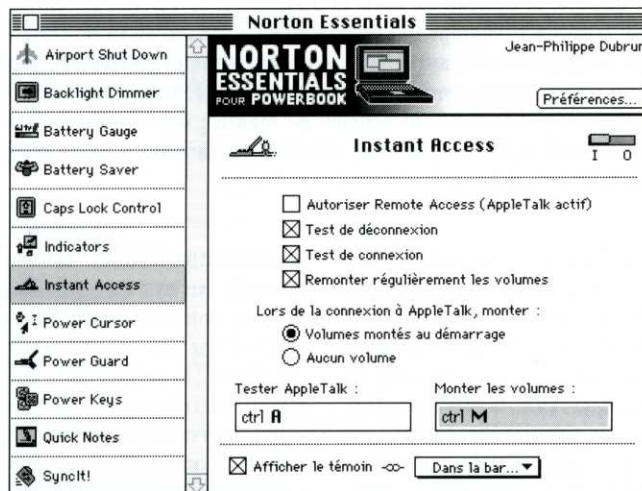 Norton Essentials
Airport Shut Down
Backlight Dimmer
Battery Gauge
Battery Saver
Caps Lock Control
Indicators
Instant Access
Power Cursor
Power Guard
Power Keys
Quick Notes
SyncIt!
NORTON
ESSENTIALS
POUR POWERBOOK
Jean-Philippe Dubrun
Préférences...
Instant Access
I O
Autoriser Remote Access (AppleTalk actif)
Test de déconnexion
Test de connexion
Remonter régulièrement les volumes
Lors de la connexion à AppleTalk, monter :
Volumes montés au démarrage
Aucun volume
Tester AppleTalk :
Monter les volumes :
ctrl A
ctrl M
Afficher le témoin
Dans la bar...